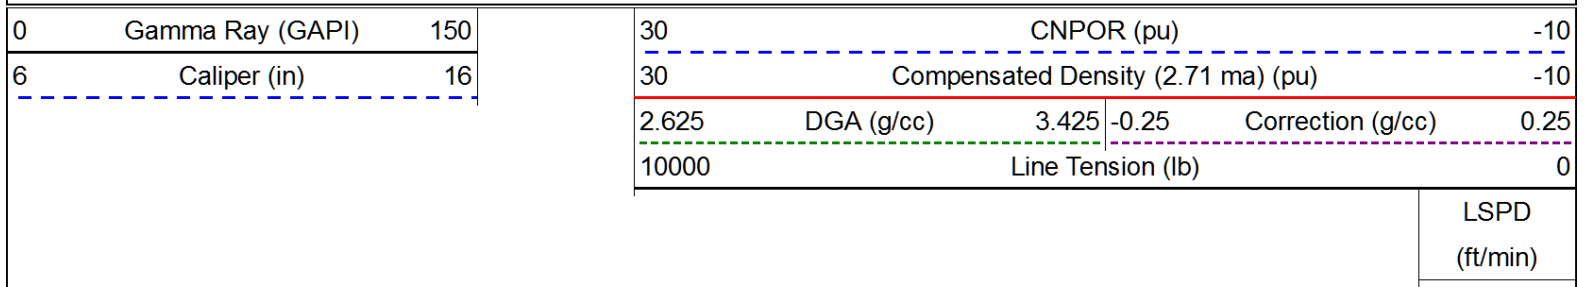 0 Gamma Ray (GAPI) 150
6 Caliper (in) 16
30 CNPOR (pu) -10
30 Compensated Density (2.71 ma) (pu) -10
2.625 DGA (g/cc) 3.425 -0.25 Correction (g/cc) 0.25
10000 Line Tension (lb) 0
LSPD
(ft/min)